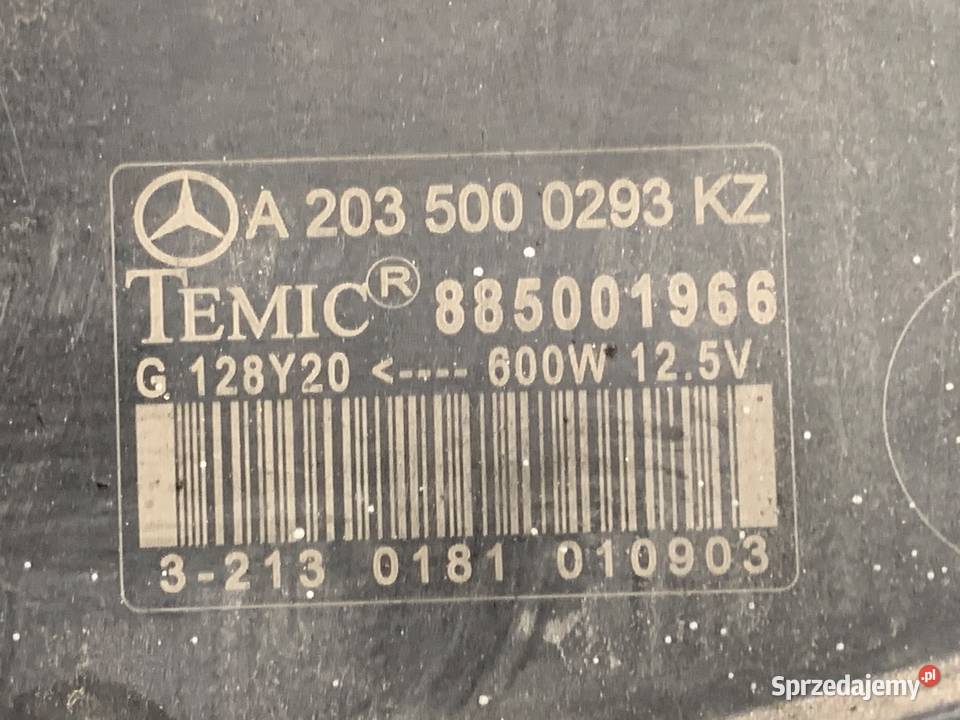 A 203 500 0293 KZ
TEMIC® 885001966
G 128Y20 <---- 600W 12.5V
3-213 0181 010903
Sprzedajemy.pl